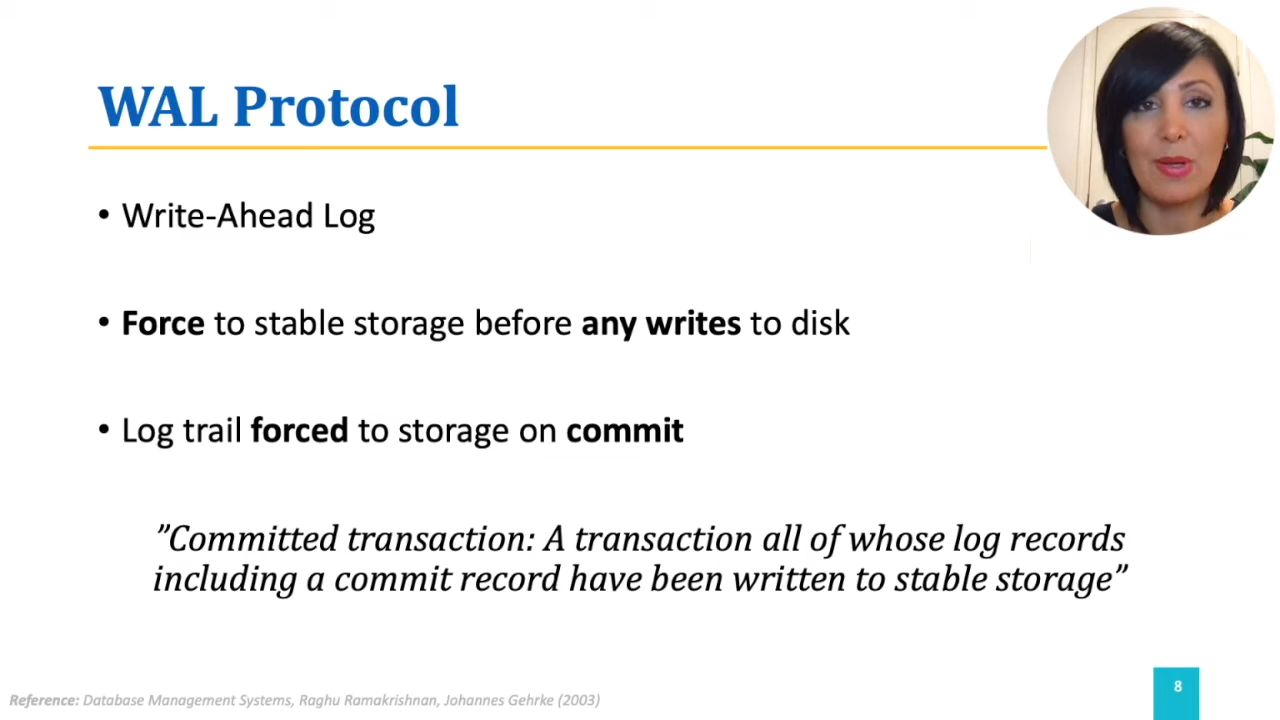 WAL Protocol
• Write-Ahead Log
• Force to stable storage before any writes to disk
• Log trail forced to storage on commit
”Committed transaction: A transaction all of whose log records
including a commit record have been written to stable storage”
Reference: Database Management Systems, Raghu Ramakrishnan, Johannes Gehrke (2003)
8